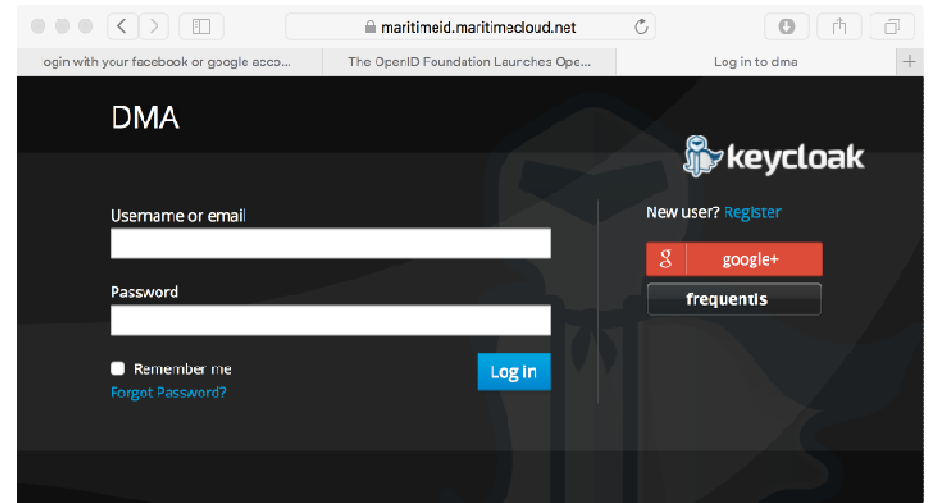 maritimeid.maritimecloud.net
ogin with your facebook or google acco...
The OpenID Foundation Launches Ope...
Log in to dma
DMA
keycloak
Username or email
New user? Register
g google+
Password
frequentis
Remember me
Log in
Forgot Password?